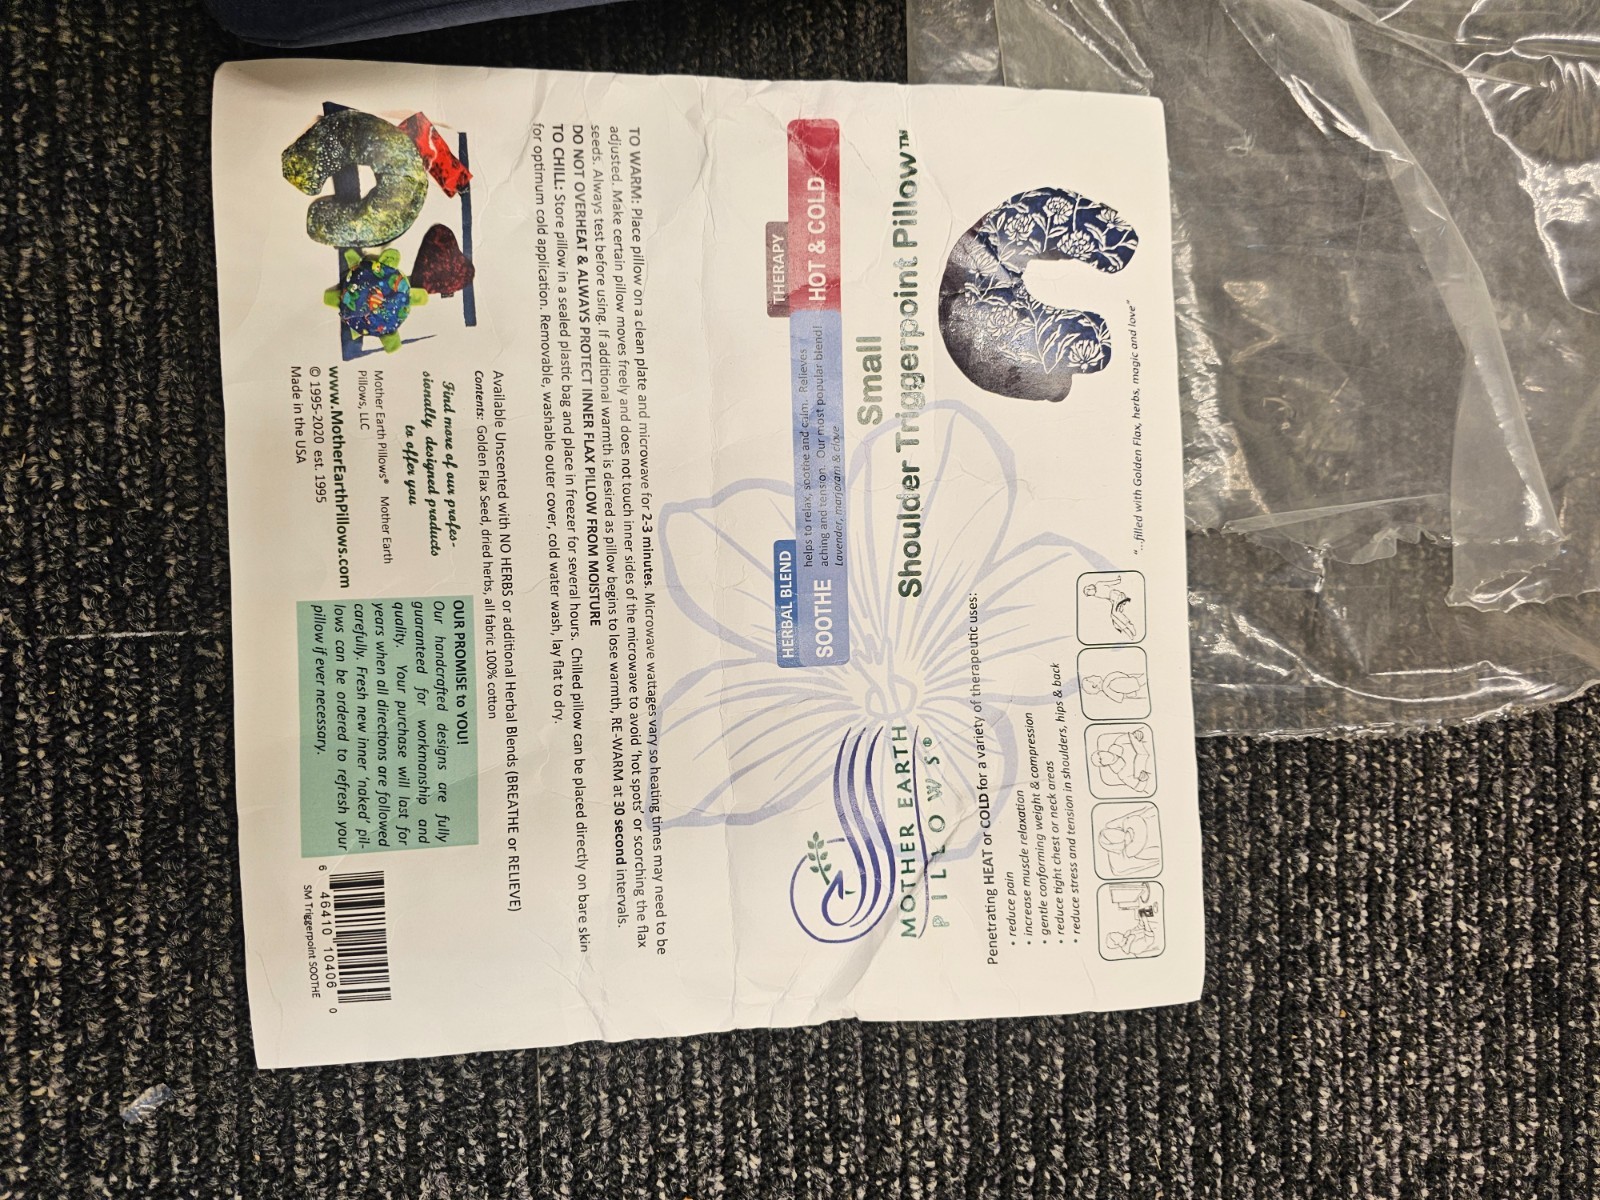 "...filled with Golden Flax, herbs, magic and love"
Small
Shoulder Triggerpoint Pillow™
HOT & COLD
THERAPY
helps to relax, soothe and calm. Relieves
aching and tension. Our most popular blend!
Lavender, marjoram & clove
SOOTHE
HERBAL BLEND
Penetrating HEAT or COLD for a variety of therapeutic uses:
• reduce pain
• increase muscle relaxation
• gentle conforming weight & compression
• reduce tight chest or neck areas
• reduce stress and tension in shoulders, hips & back
MOTHER EARTH
PILLOWS®
TO WARM: Place pillow on a clean plate and microwave for 2-3 minutes. Microwave wattages vary so heating times may need to be
adjusted. Make certain pillow moves freely and does not touch inner sides of the microwave to avoid 'hot spots' or scorching the flax
seeds. Always test before using. If additional warmth is desired as pillow begins to lose warmth, RE-WARM at 30 second intervals.
DO NOT OVERHEAT & ALWAYS PROTECT INNER FLAX PILLOW FROM MOISTURE
TO CHILL: Store pillow in a sealed plastic bag and place in freezer for several hours. Chilled pillow can be placed directly on bare skin
for optimum cold application. Removable, washable outer cover, cold water wash, lay flat to dry.
Available Unscented with NO HERBS or additional Herbal Blends (BREATHE or RELIEVE)
Contents: Golden Flax Seed, dried herbs, all fabric 100% cotton
Find more of our profes-
sionally designed products
to offer you
Mother Earth Pillows® Mother Earth
Pillows, LLC
www.MotherEarthPillows.com
© 1995-2020 est. 1995
Made in the USA
OUR PROMISE to YOU!
Our handcrafted designs are fully
guaranteed for workmanship and
quality. Your purchase will last for
years when all directions are followed
carefully. Fresh new inner 'naked' pil-
lows can be ordered to refresh your
pillow if ever necessary.
6 46410 10406 0
SM Triggerpoint SOOTHE